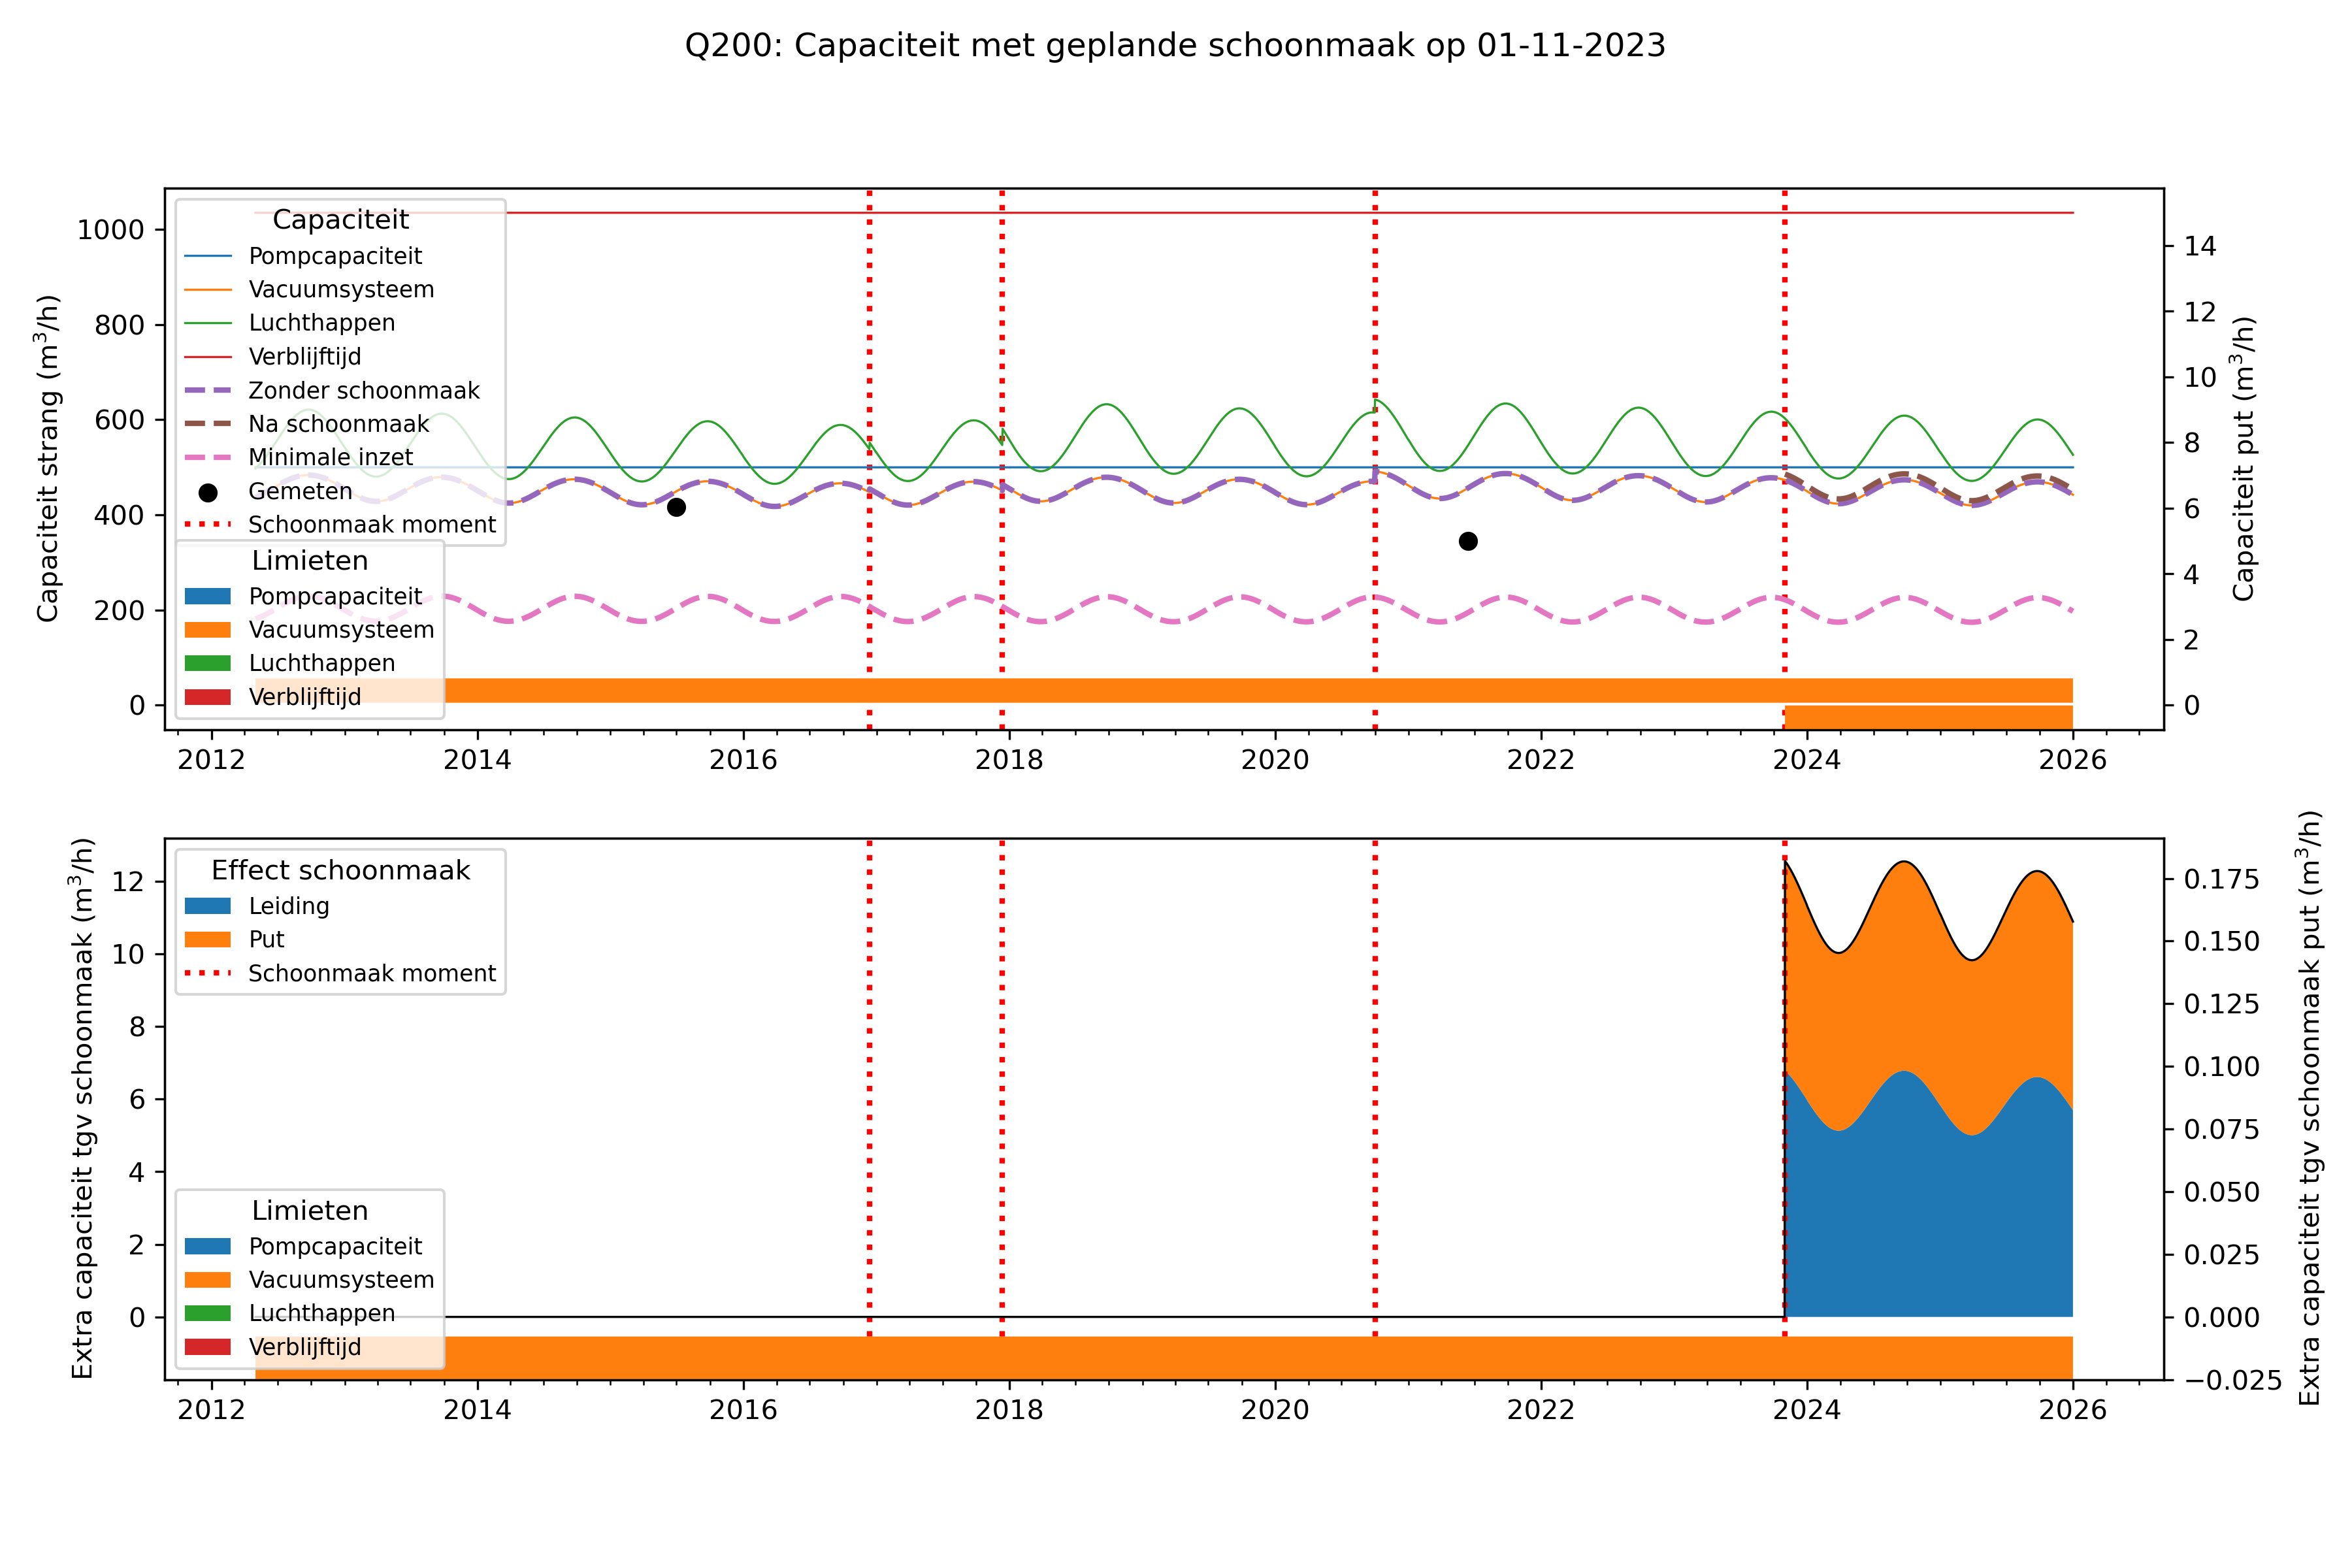 Q200: Capaciteit met geplande schoonmaak op 01-11-2023
Capaciteit strang (m³/h)
1000
800
600
400
200
0
Capaciteit
Pompcapaciteit
Vacuumsysteem
Luchthappen
Verblijftijd
Zonder schoonmaak
Na schoonmaak
Minimale inzet
Gemeten
Schoonmaak moment
Limieten
Pompcapaciteit
Vacuumsysteem
Luchthappen
Verblijftijd
14
12
10
8
6
4
2
0
Capaciteit put (m³/h)
2012 2014 2016 2018 2020 2022 2024 2026
Extra capaciteit tgv schoonmaak (m³/h)
12
10
8
6
4
2
0
Effect schoonmaak
Leiding
Put
Schoonmaak moment
Limieten
Pompcapaciteit
Vacuumsysteem
Luchthappen
Verblijftijd
0.175
0.150
0.125
0.100
0.075
0.050
0.025
0.000
−0.025
Extra capaciteit tgv schoonmaak put (m³/h)
2012 2014 2016 2018 2020 2022 2024 2026